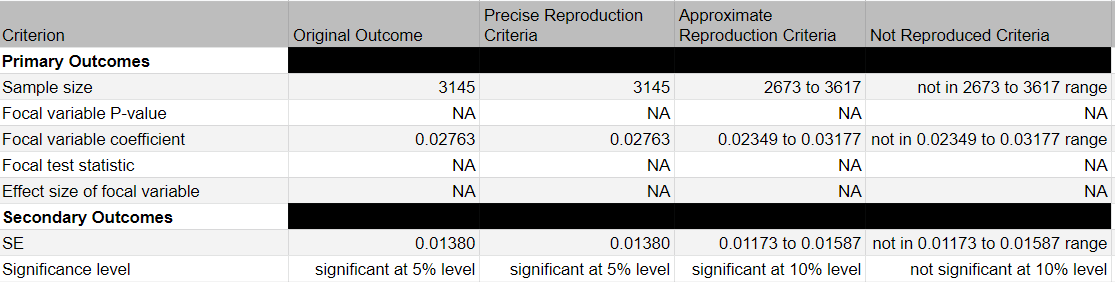 Criterion Original Outcome Precise Reproduction Criteria Approximate Reproduction Criteria Not Reproduced Criteria
Primary Outcomes
Sample size 3145 3145 2673 to 3617 not in 2673 to 3617 range
Focal variable P-value NA NA NA NA
Focal variable coefficient 0.02763 0.02763 0.02349 to 0.03177 not in 0.02349 to 0.03177 range
Focal test statistic NA NA NA NA
Effect size of focal variable NA NA NA NA
Secondary Outcomes
SE 0.01380 0.01380 0.01173 to 0.01587 not in 0.01173 to 0.01587 range
Significance level significant at 5% level significant at 5% level significant at 10% level not significant at 10% level